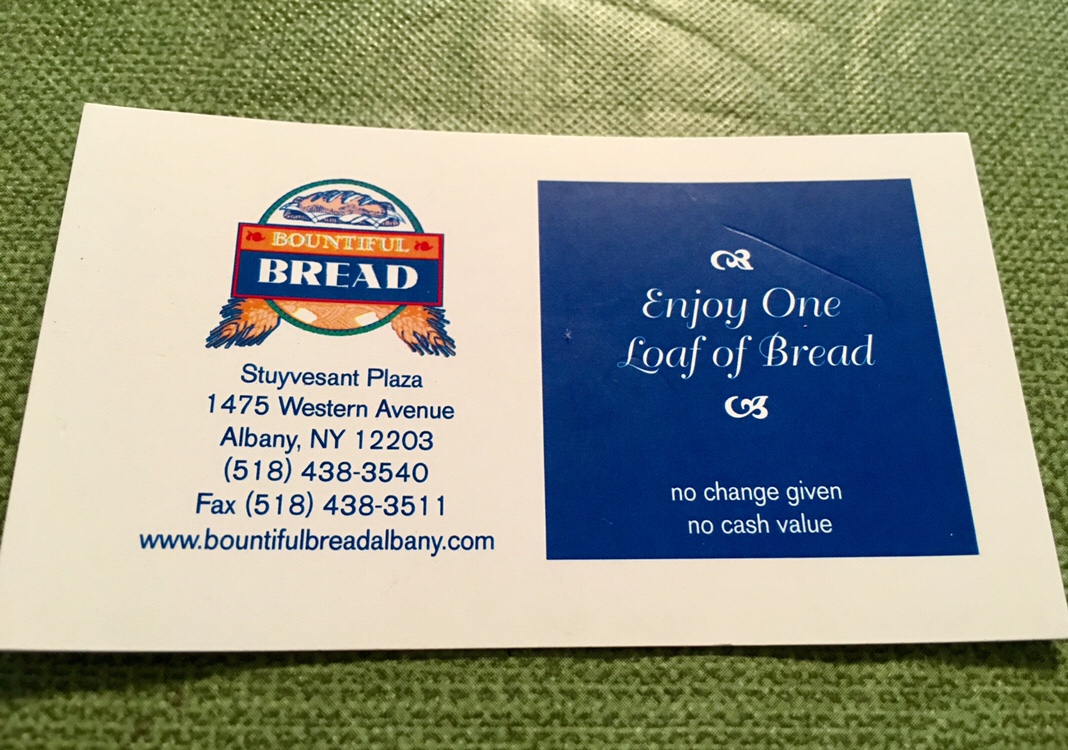 BOUNTIFUL
BREAD
Stuyvesant Plaza
1475 Western Avenue
Albany, NY 12203
(518) 438-3540
Fax (518) 438-3511
www.bountifulbreadalbany.com
Enjoy One
Loaf of Bread
no change given
no cash value